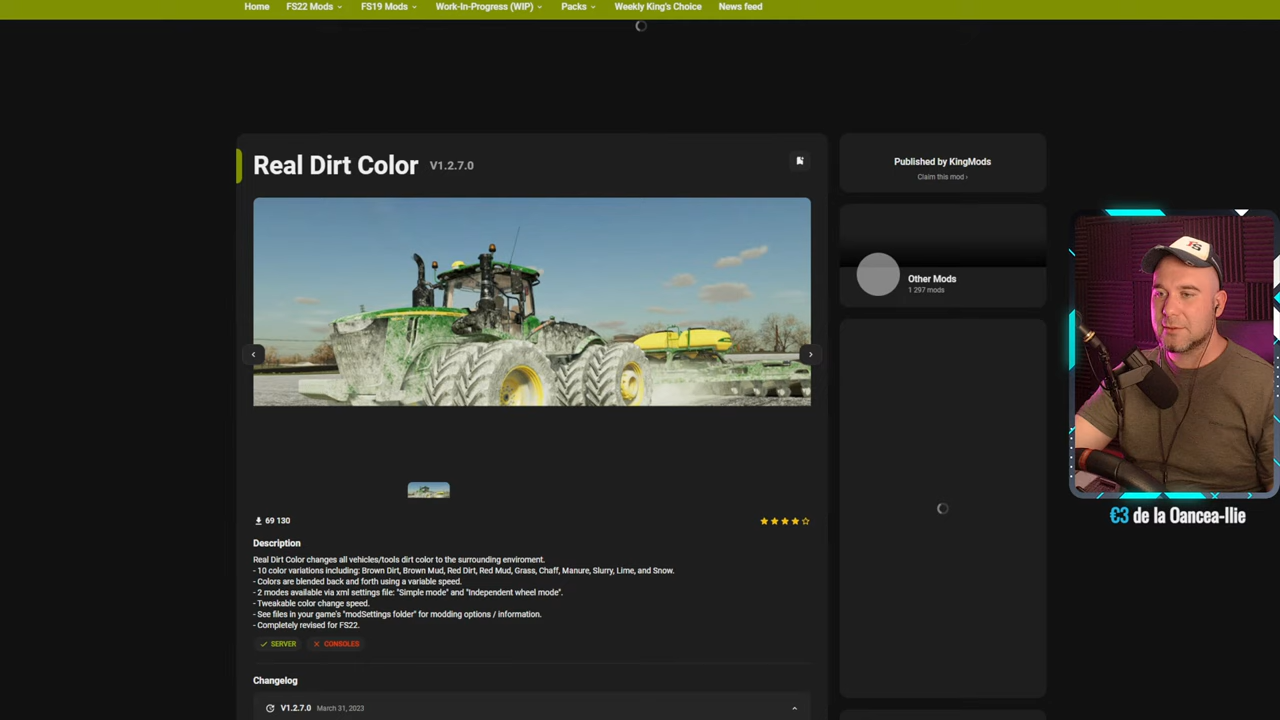 Home FS22 Mods FS19 Mods Work-In-Progress (WIP) Packs Weekly King's Choice News feed
Real Dirt Color V1.2.7.0
Published by KingMods
Claim this mod ›
Other Mods
1 297 mods
69 130
Description
Real Dirt Color changes all vehicles/tools dirt color to the surrounding enviroment.
- 10 color variations including: Brown Dirt, Brown Mud, Red Dirt, Red Mud, Grass, Chaff, Manure, Slurry, Lime, and Snow.
- Colors are blended back and forth using a variable speed.
- 2 modes available via xml settings file: "Simple mode" and "Independent wheel mode".
- Tweakable color change speed.
- See files in your game's "modSettings folder" for modding options / information.
- Completely revised for FS22.
SERVER CONSOLES
Changelog
V1.2.7.0 March 31, 2023
€3 de la Oancea-Ilie